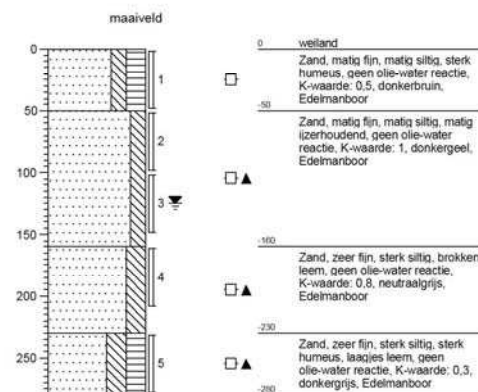 maaiveld
0
50
100
150
200
250
1
2
3
4
5
0
weiland
Zand, matig fijn, matig siltig, sterk
humeus, geen olie-water reactie,
K-waarde: 0,5, donkerbruin,
Edelmanboor
-50
Zand, matig fijn, matig siltig, matig
ijzerhoudend, geen olie-water
reactie, K-waarde: 1, donkergeel,
Edelmanboor
-160
Zand, zeer fijn, sterk siltig, brokken
leem, geen olie-water reactie,
K-waarde: 0,8, neutraalgrijs,
Edelmanboor
-230
Zand, zeer fijn, sterk siltig, sterk
humeus, laagjes leem, geen
olie-water reactie, K-waarde: 0,3,
donkergrijs, Edelmanboor
-280